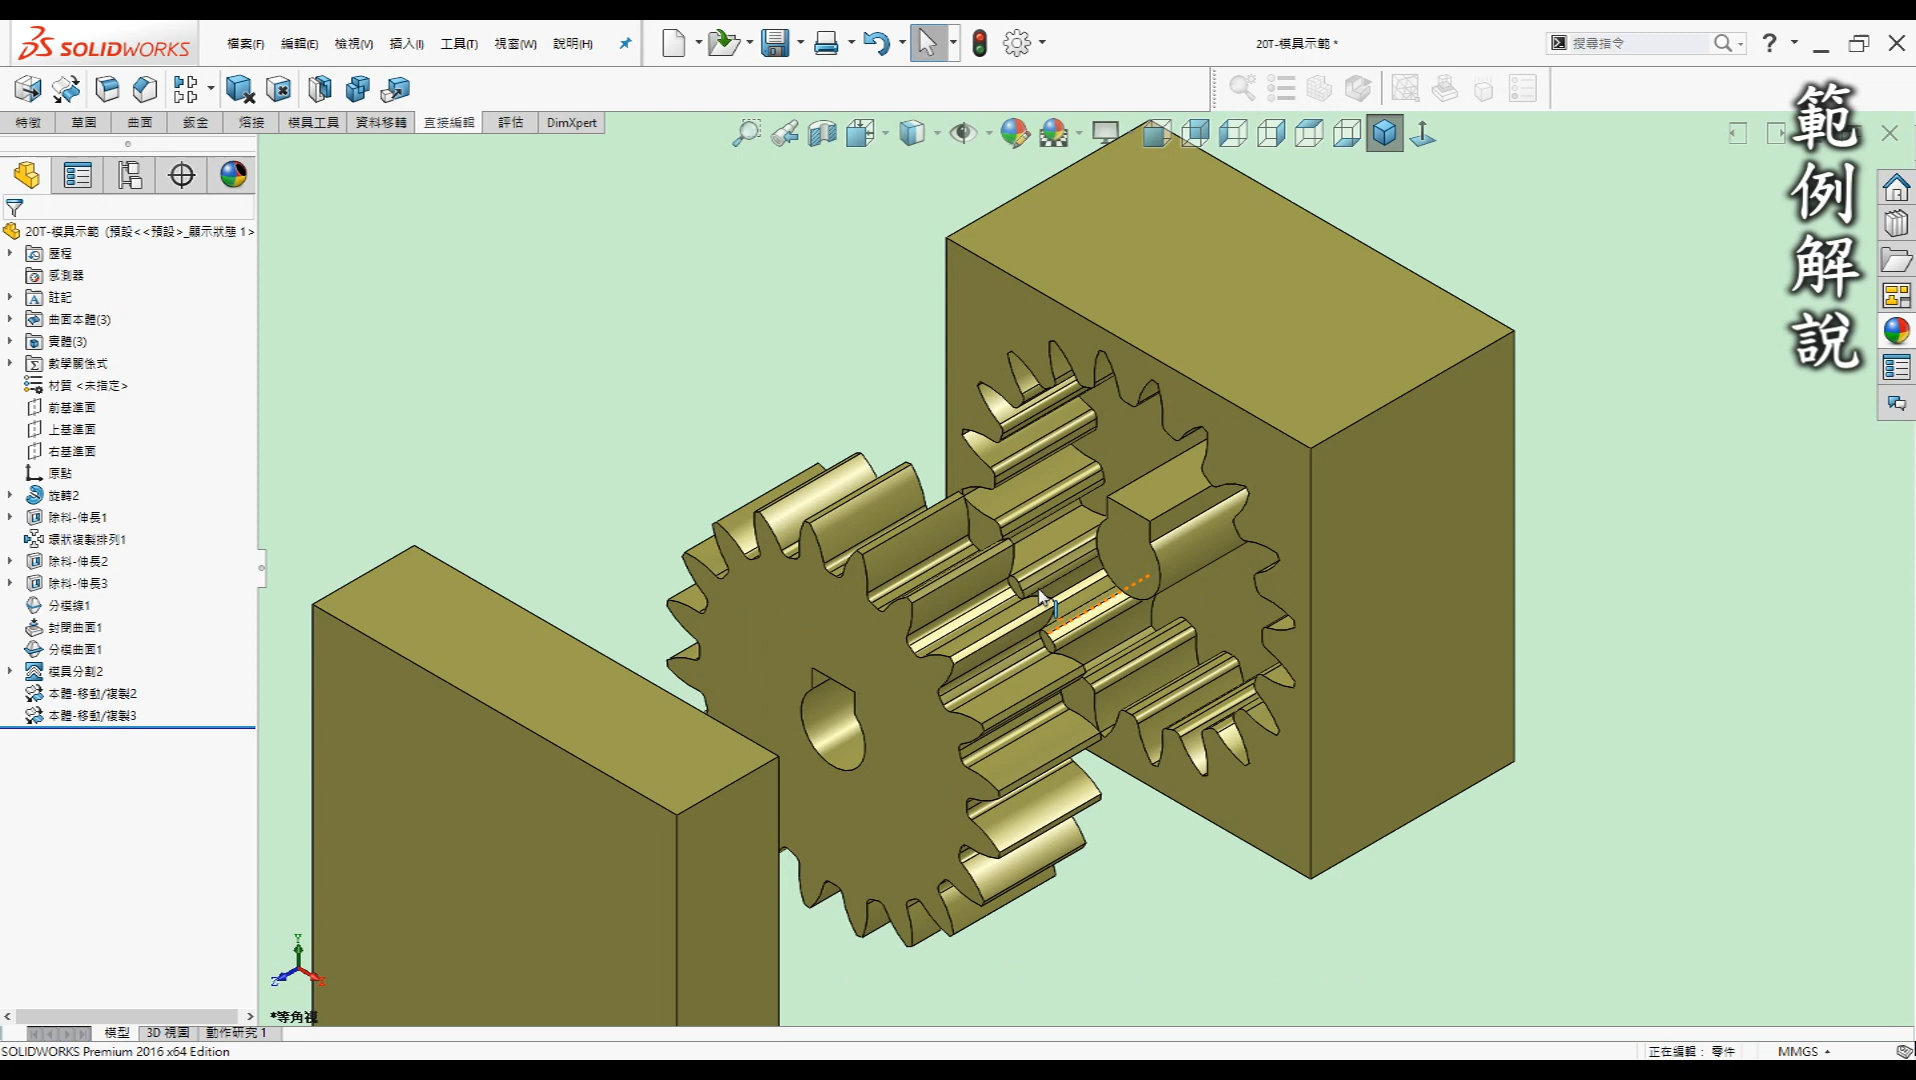 SOLIDWORKS
檔案(F) 編輯(E) 檢視(V) 插入(I) 工具(T) 視窗(W) 說明(H)
20T-模具示範 *
搜尋指令
特徵 草圖 曲面 鈑金 熔接 模具工具 資料移轉 直接編輯 評估 DimXpert
範例解說
20T-模具示範 (預設<<預設>_顯示狀態 1>
歷程
感測器
註記
曲面本體(3)
實體(3)
數學關係式
材質 <未指定>
前基準面
上基準面
右基準面
原點
旋轉2
除料-伸長1
環狀複製排列1
除料-伸長2
除料-伸長3
分模線1
封閉曲面1
分模曲面1
模具分割2
本體-移動/複製2
本體-移動/複製3
Y
Z
X
*等角視
模型 3D 視圖 動作研究 1
SOLIDWORKS Premium 2016 x64 Edition
正在編輯： 零件 MMGS